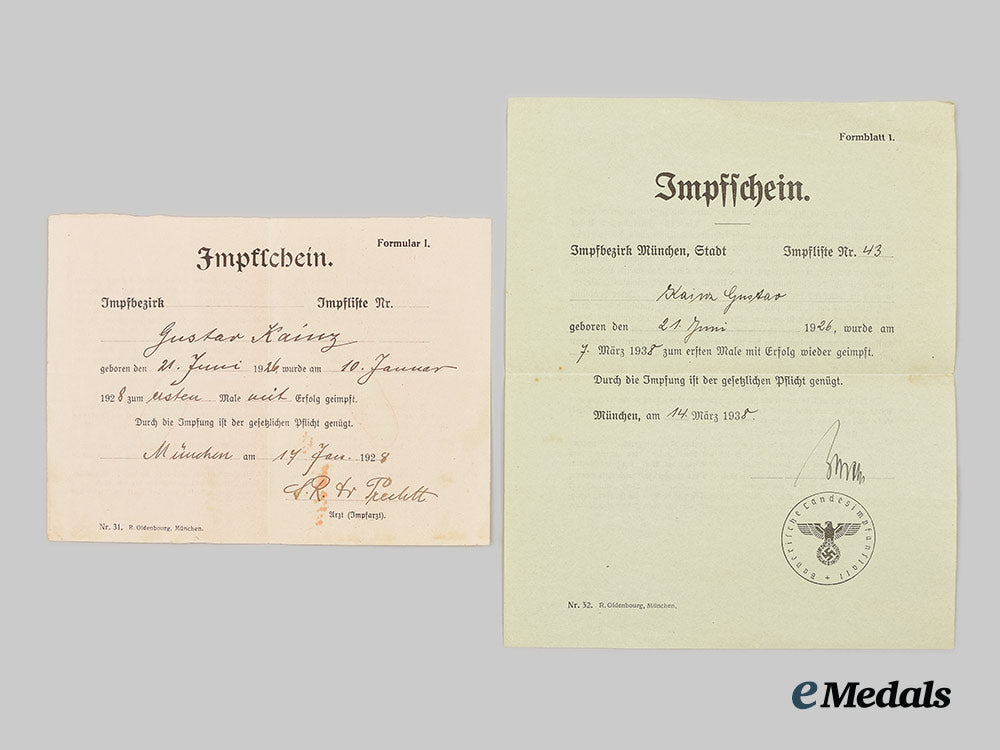 Formular I.
Impfschein.
Impfbezirk Impfliste Nr.
Gustav Kainz
geboren den 21. Juni 1926 wurde am 10. Januar
1928 zum ersten Male mit Erfolg geimpft.
Durch die Impfung ist der gesetzlichen Pflicht genügt.
München am 17 Jan. 1928
S.R. Dr
Arzt (Impfarzt).
Nr. 31. R. Oldenbourg, München.
Formblatt 1.
Impfschein.
Impfbezirk München, Stadt Impfliste Nr. 43
Kainz Gustav
geboren den 21. Juni 1926, wurde am
7. März 1938 zum ersten Male mit Erfolg wieder geimpft.
Durch die Impfung ist der gesetzlichen Pflicht genügt.
München, am 14. März 1938.
Bayerische Landesimpfanstalt +
Nr. 32. R. Oldenbourg, München.
eMedals